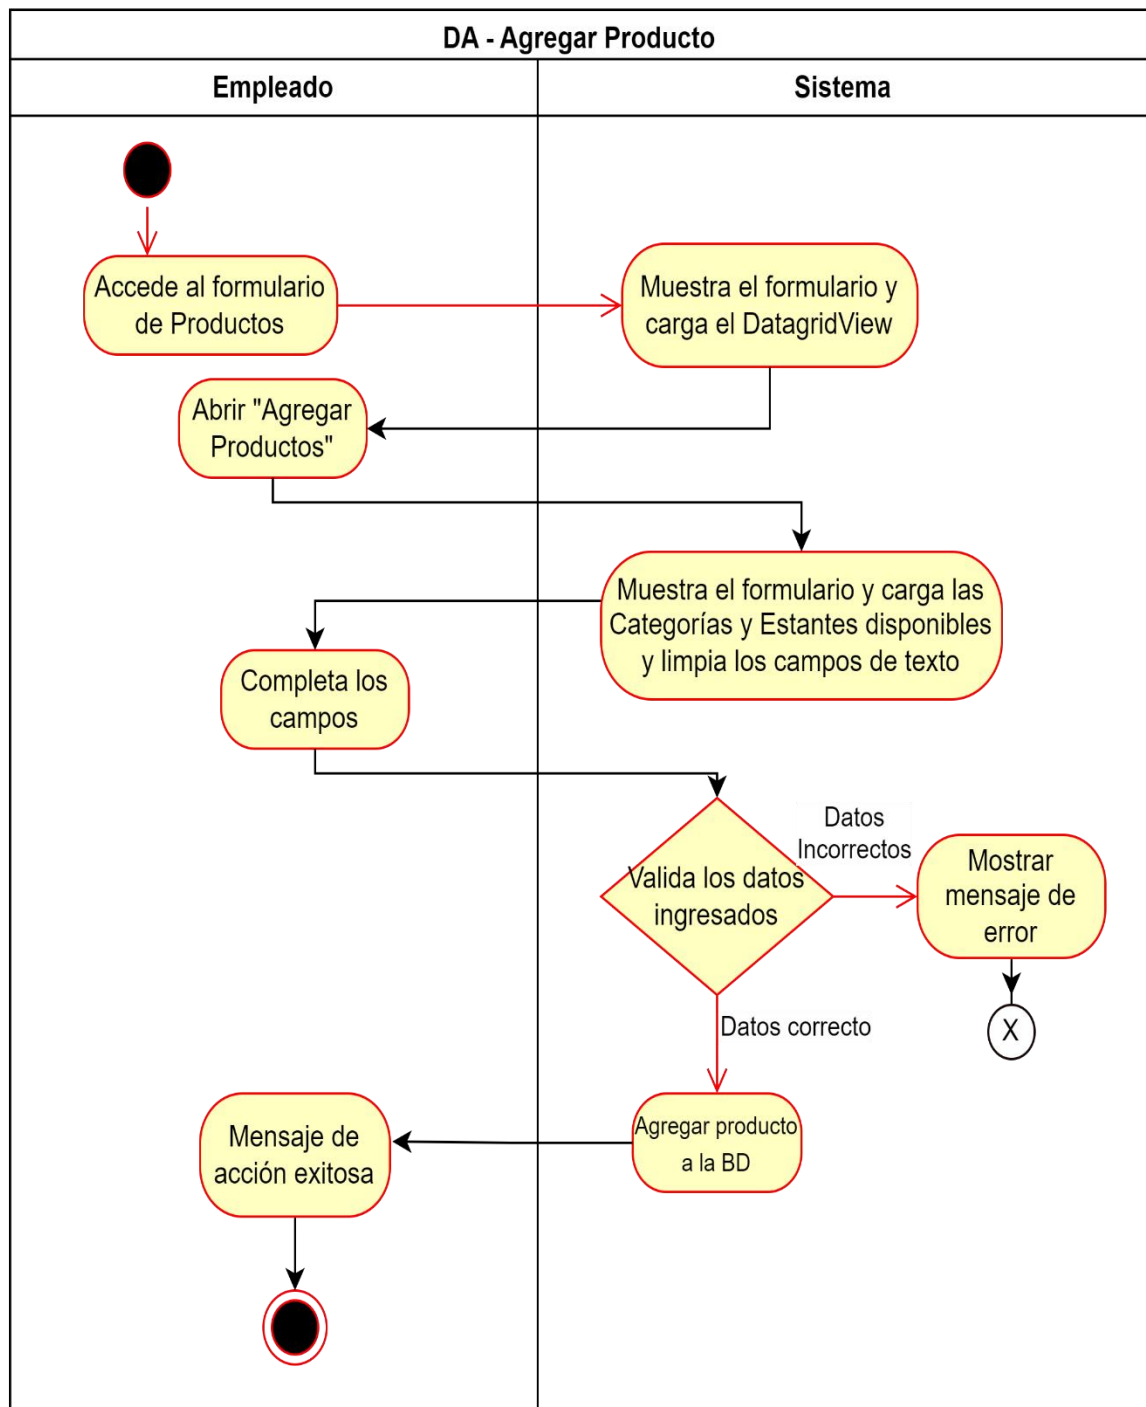 DA - Agregar Producto
Empleado
Sistema
Accede al formulario
de Productos
Muestra el formulario y
carga el DatagridView
Abrir "Agregar
Productos"
Muestra el formulario y carga las
Categorías y Estantes disponibles
y limpia los campos de texto
Completa los
campos
Valida los datos
ingresados
Datos
Incorrectos
Mostrar
mensaje de
error
X
Datos correcto
Agregar producto
a la BD
Mensaje de
acción exitosa